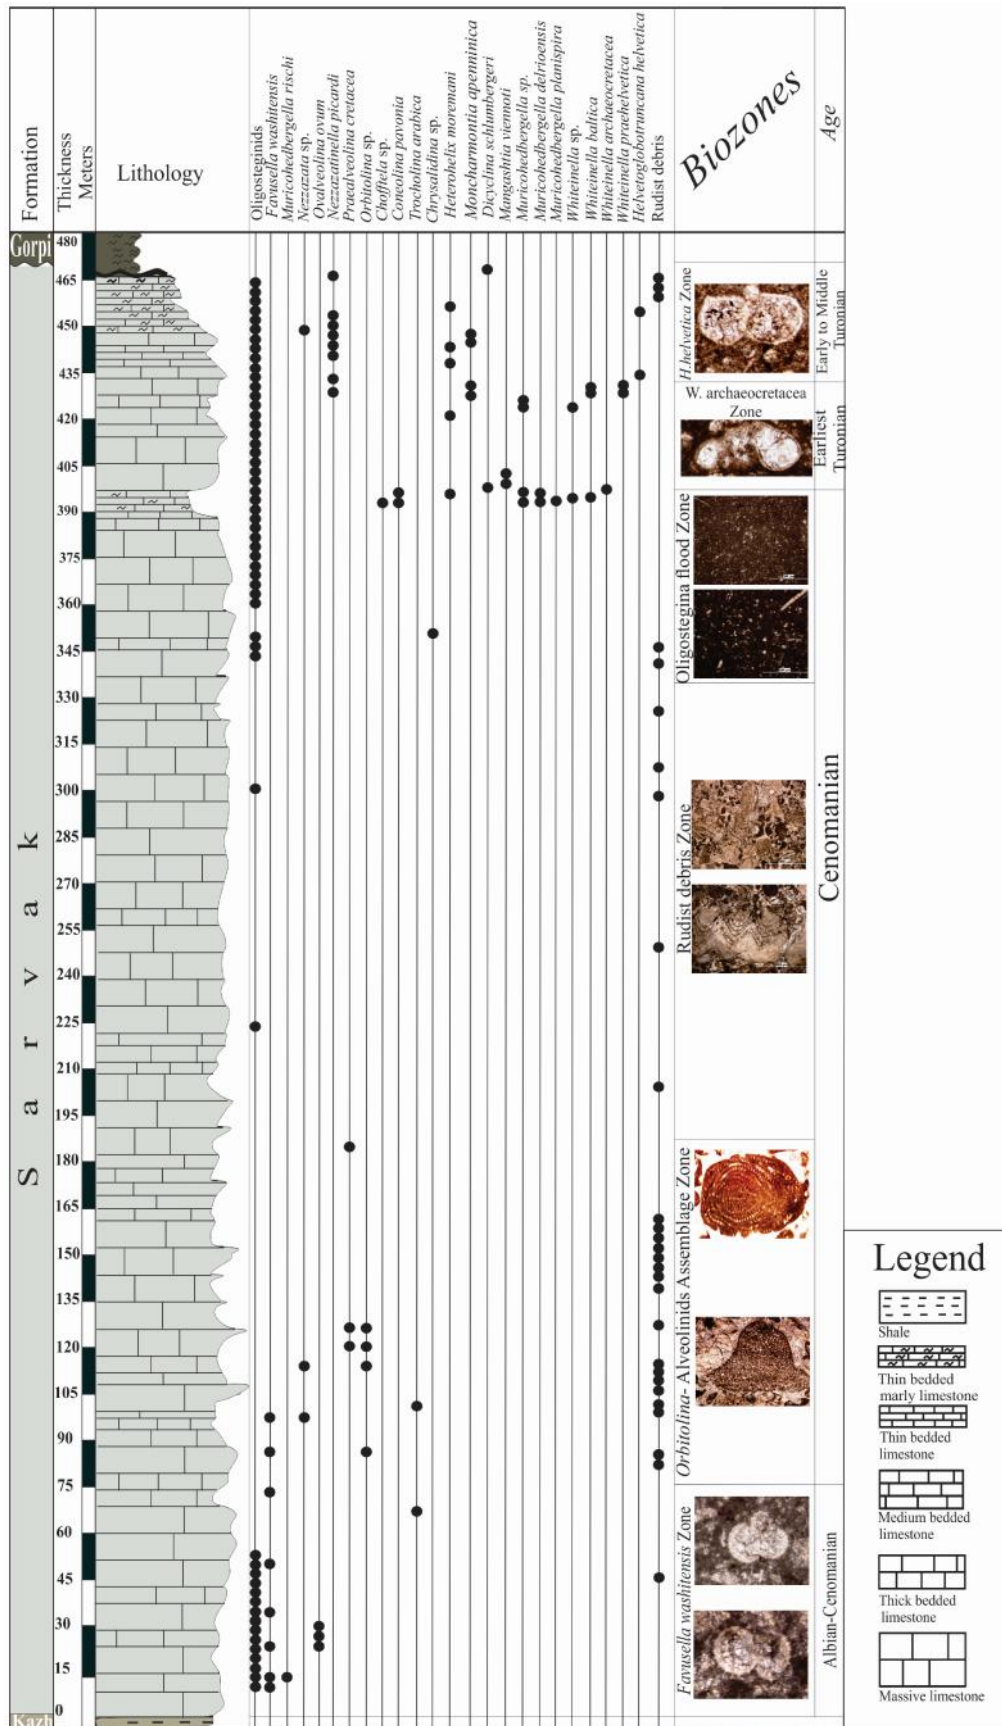 Formation
Thickness
Meters
Lithology
Oligosteginids
Favusella washitensis
Muricohedbergella rischi
Nezzazata sp.
Ovalveolina ovum
Nezzazatinella picardi
Praealveolina cretacea
Orbitolina sp.
Chofflela sp.
Coneolina pavonia
Trocholina arabica
Chrysalidina sp.
Heterohelix moremani
Moncharmontia apenninica
Dicyclina schlumbergeri
Mangashtia viennoti
Muricohedbergella sp.
Muricohedbergella delrioensis
Muricohedbergella planispira
Whiteinella sp.
Whiteinella baltica
Whiteinella archaeocretacea
Whiteinella praehelvetica
Helvetoglobotruncana helvetica
Rudist debris
Biozones
Age
Gorpi
Sarvak
Kazh
480
465
450
435
420
405
390
375
360
345
330
315
300
285
270
255
240
225
210
195
180
165
150
135
120
105
90
75
60
45
30
15
0
H.helvetica Zone
W. archaeocretacea
Zone
Oligostegina flood Zone
Rudist debris Zone
Orbitolina- Alveolinids Assemblage Zone
Favusella washitensis Zone
Early to Middle
Turonian
Earliest
Turonian
Cenomanian
Albian-Cenomanian
Legend
Shale
Thin bedded
marly limestone
Thin bedded
limestone
Medium bedded
limestone
Thick bedded
limestone
Massive limestone